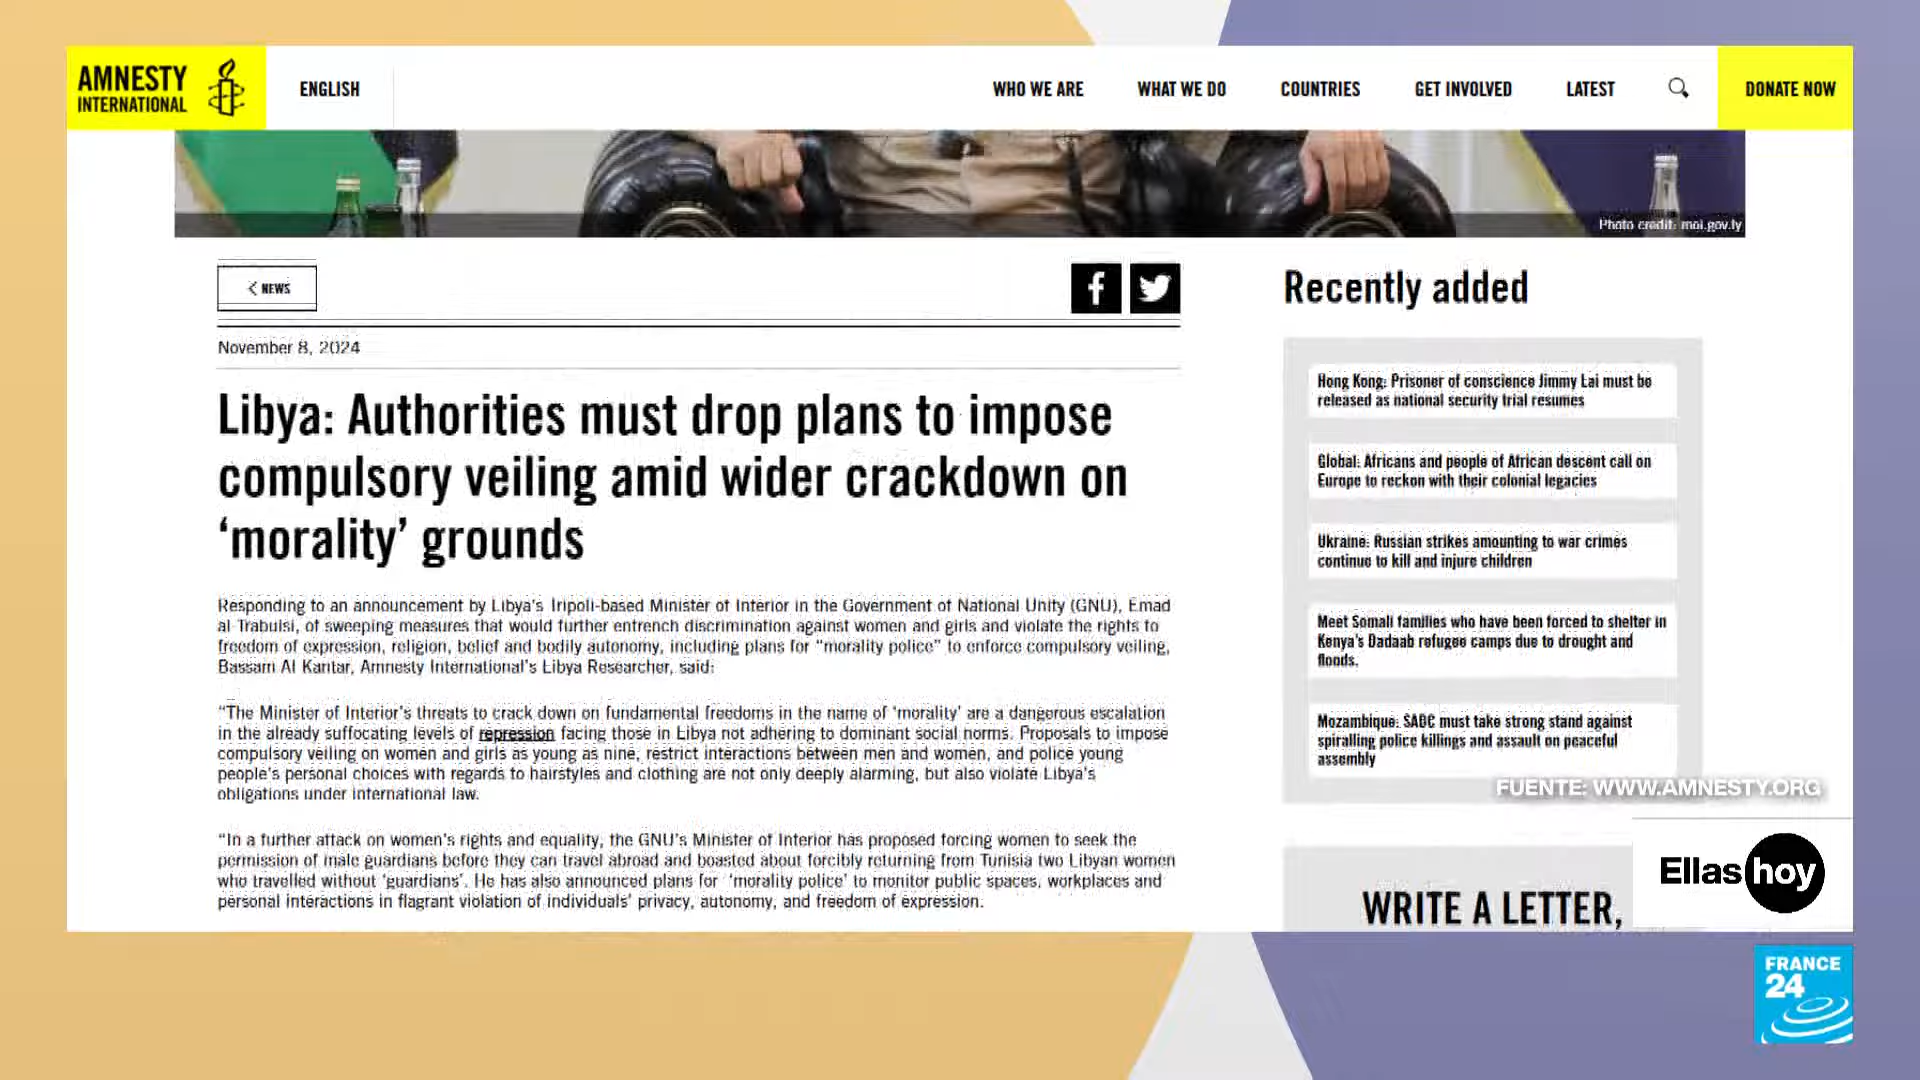 AMNESTY
INTERNATIONAL
ENGLISH
WHO WE ARE
WHAT WE DO
COUNTRIES
GET INVOLVED
LATEST
DONATE NOW
Photo credit: moi.gov.ly
NEWS
November 8, 2024
Libya: Authorities must drop plans to impose
compulsory veiling amid wider crackdown on
‘morality’ grounds
Responding to an announcement by Libya’s Tripoli-based Minister of Interior in the Government of National Unity (GNU), Emad
al-Trabulsi, of sweeping measures that would further entrench discrimination against women and girls and violate the rights to
freedom of expression, religion, belief and bodily autonomy, including plans for “morality police” to enforce compulsory veiling,
Bassam Al Kantar, Amnesty International’s Libya Researcher, said:
“The Minister of Interior’s threats to crack down on fundamental freedoms in the name of ‘morality’ are a dangerous escalation
in the already suffocating levels of repression facing those in Libya not adhering to dominant social norms. Proposals to impose
compulsory veiling on women and girls as young as nine, restrict interactions between men and women, and police young
people’s personal choices with regards to hairstyles and clothing are not only deeply alarming, but also violate Libya’s
obligations under international law.
“In a further attack on women’s rights and equality, the GNU’s Minister of Interior has proposed forcing women to seek the
permission of male guardians before they can travel abroad and boasted about forcibly returning from Tunisia two Libyan women
who travelled without ‘guardians’. He has also announced plans for ‘morality police’ to monitor public spaces, workplaces and
personal interactions in flagrant violation of individuals’ privacy, autonomy, and freedom of expression.
Recently added
Hong Kong: Prisoner of conscience Jimmy Lai must be
released as national security trial resumes
Global: Africans and people of African descent call on
Europe to reckon with their colonial legacies
Ukraine: Russian strikes amounting to war crimes
continue to kill and injure children
Meet Somali families who have been forced to shelter in
Kenya’s Dadaab refugee camps due to drought and
floods.
Mozambique: SADC must take strong stand against
spiralling police killings and assault on peaceful
assembly
FUENTE: WWW.AMNESTY.ORG
WRITE A LETTER,
Ellas hoy
FRANCE
24